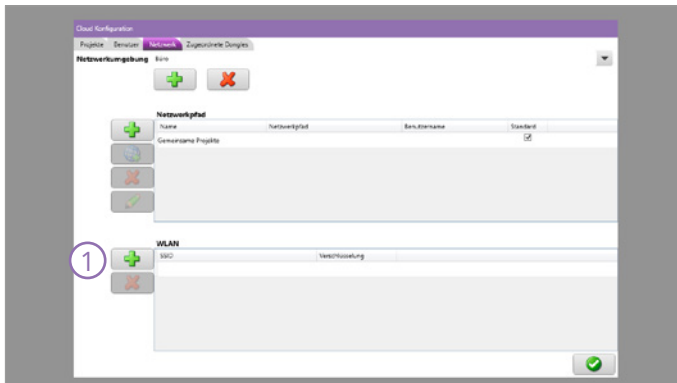 Cloud Konfiguration
Projekte Benutzer Netzwerk Zugeordnete Dongles
Netzwerkumgebung Büro
Netzwerkpfad
Name Netzwerkpfad Benutzername Standard
Gemeinsame Projekte
WLAN
1
SSID Verschlüsselung